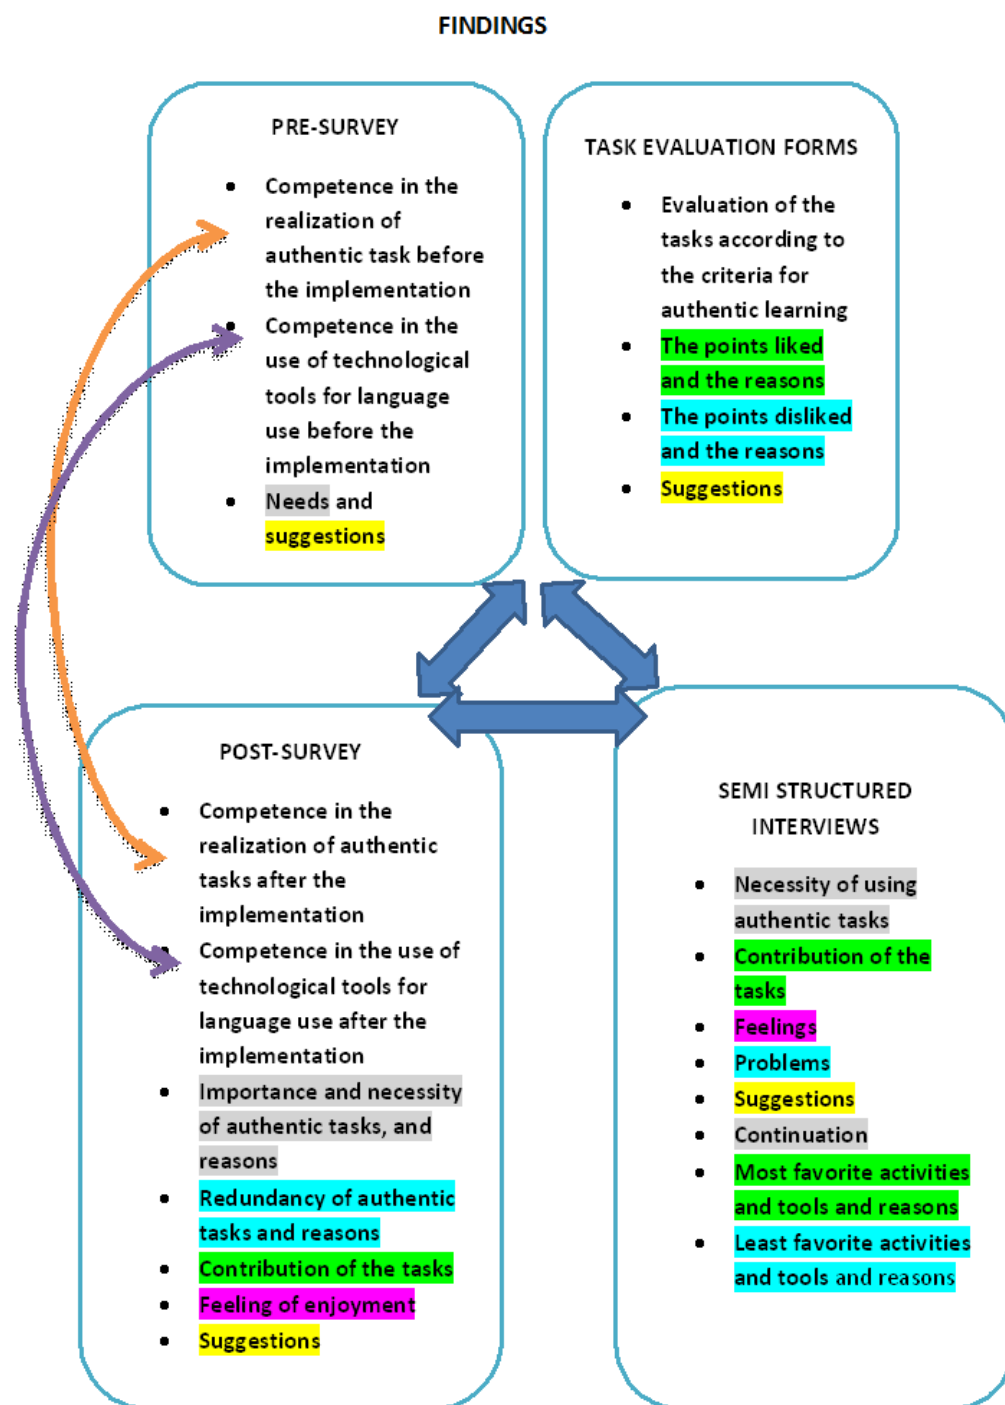 FINDINGS
PRE-SURVEY
• Competence in the
realization of
authentic task before
the implementation
• Competence in the
use of technological
tools for language
use before the
implementation
• Needs and
suggestions
TASK EVALUATION FORMS
• Evaluation of the
tasks according to
the criteria for
authentic learning
• The points liked
and the reasons
• The points disliked
and the reasons
• Suggestions
POST-SURVEY
• Competence in the
realization of authentic
tasks after the
implementation
• Competence in the use of
technological tools for
language use after the
implementation
• Importance and necessity
of authentic tasks, and
reasons
• Redundancy of authentic
tasks and reasons
• Contribution of the tasks
• Feeling of enjoyment
• Suggestions
SEMI STRUCTURED
INTERVIEWS
• Necessity of using
authentic tasks
• Contribution of the
tasks
• Feelings
• Problems
• Suggestions
• Continuation
• Most favorite activities
and tools and reasons
• Least favorite activities
and tools and reasons